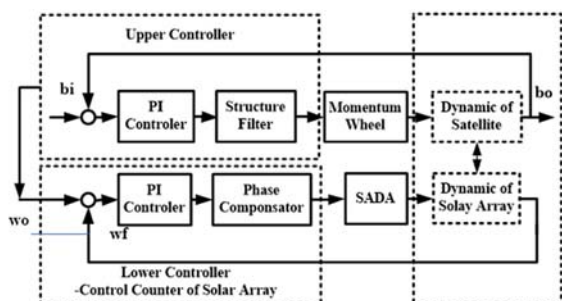 Upper Controller
bi
bo
PI
Controler
Structure
Filter
Momentum
Wheel
Dynamic of
Satellite
PI
Controler
Phase
Componsator
SADA
Dynamic of
Solay Array
wo
wf
Lower Controller
-Control Counter of Solar Array